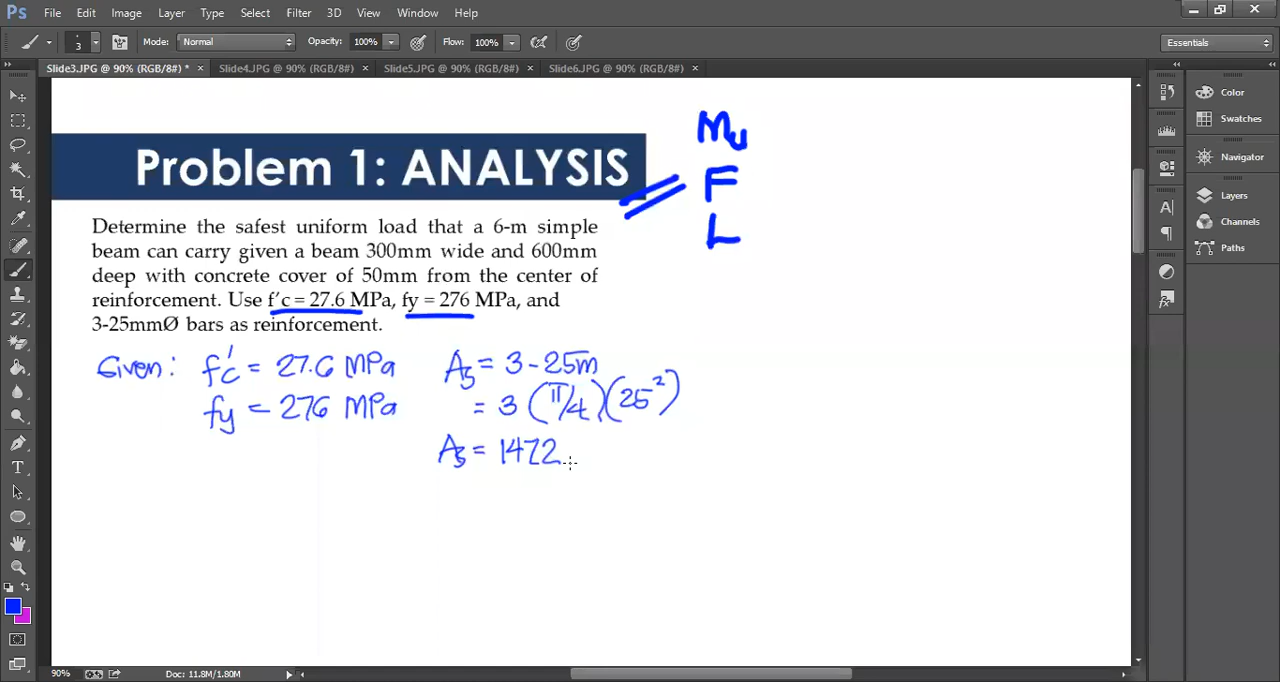 Ps File Edit Image Layer Type Select Filter 3D View Window Help
3 Mode: Normal Opacity: 100% Flow: 100% Essentials
Slide3.JPG @ 90% (RGB/8#) * × Slide4.JPG @ 90% (RGB/8#) × Slide5.JPG @ 90% (RGB/8#) × Slide6.JPG @ 90% (RGB/8#) ×
Mu
F
L
Problem 1: ANALYSIS
Determine the safest uniform load that a 6-m simple
beam can carry given a beam 300mm wide and 600mm
deep with concrete cover of 50mm from the center of
reinforcement. Use f'c = 27.6 MPa, fy = 276 MPa, and
3-25mmØ bars as reinforcement.
Given: fc' = 27.6 MPa
fy = 276 MPa
As = 3-25m
= 3 (π/4)(25²)
As = 1472
Color
Swatches
Navigator
Layers
Channels
Paths
90% Doc: 11.8M/1.80M